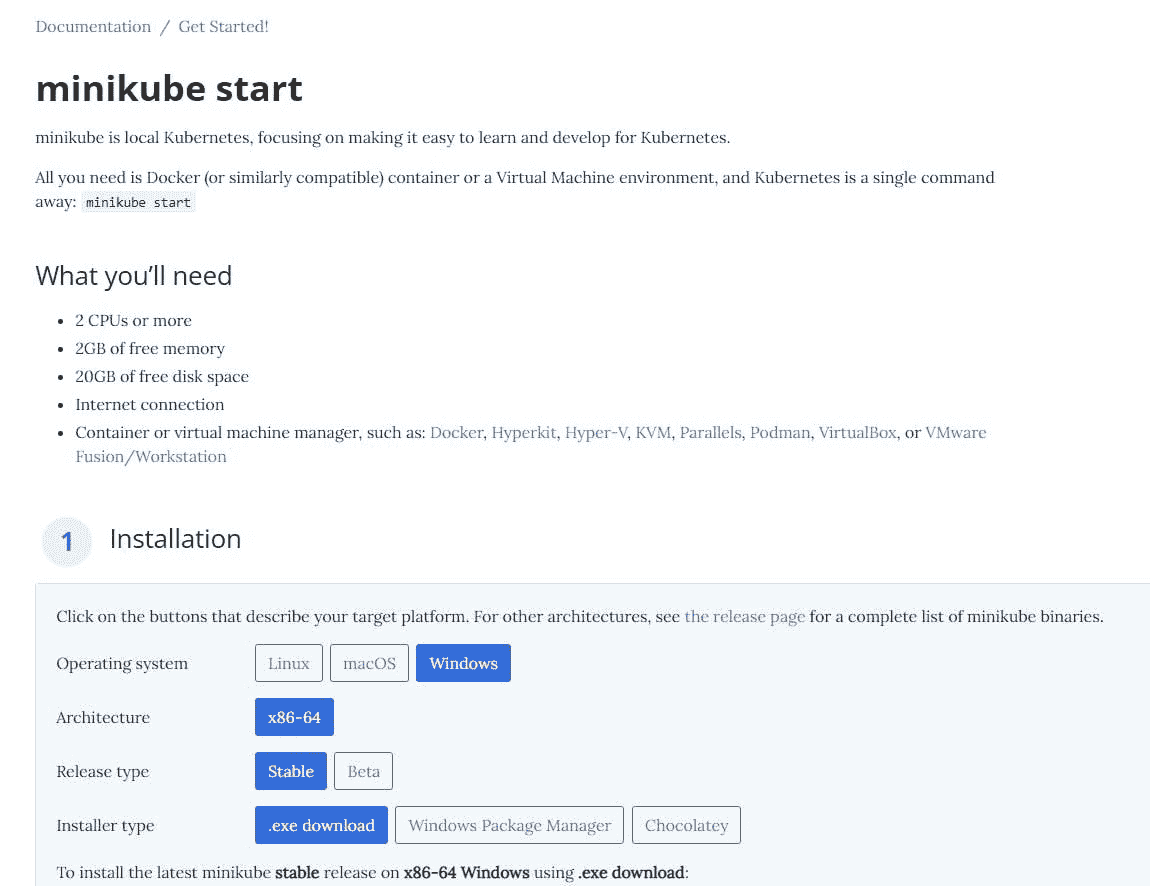 Documentation / Get Started!
minikube start
minikube is local Kubernetes, focusing on making it easy to learn and develop for Kubernetes.
All you need is Docker (or similarly compatible) container or a Virtual Machine environment, and Kubernetes is a single command
away: minikube start
What you’ll need
• 2 CPUs or more
• 2GB of free memory
• 20GB of free disk space
• Internet connection
• Container or virtual machine manager, such as: Docker, Hyperkit, Hyper-V, KVM, Parallels, Podman, VirtualBox, or VMware
Fusion/Workstation
1 Installation
Click on the buttons that describe your target platform. For other architectures, see the release page for a complete list of minikube binaries.
Operating system Linux macOS Windows
Architecture x86-64
Release type Stable Beta
Installer type .exe download Windows Package Manager Chocolatey
To install the latest minikube stable release on x86-64 Windows using .exe download: